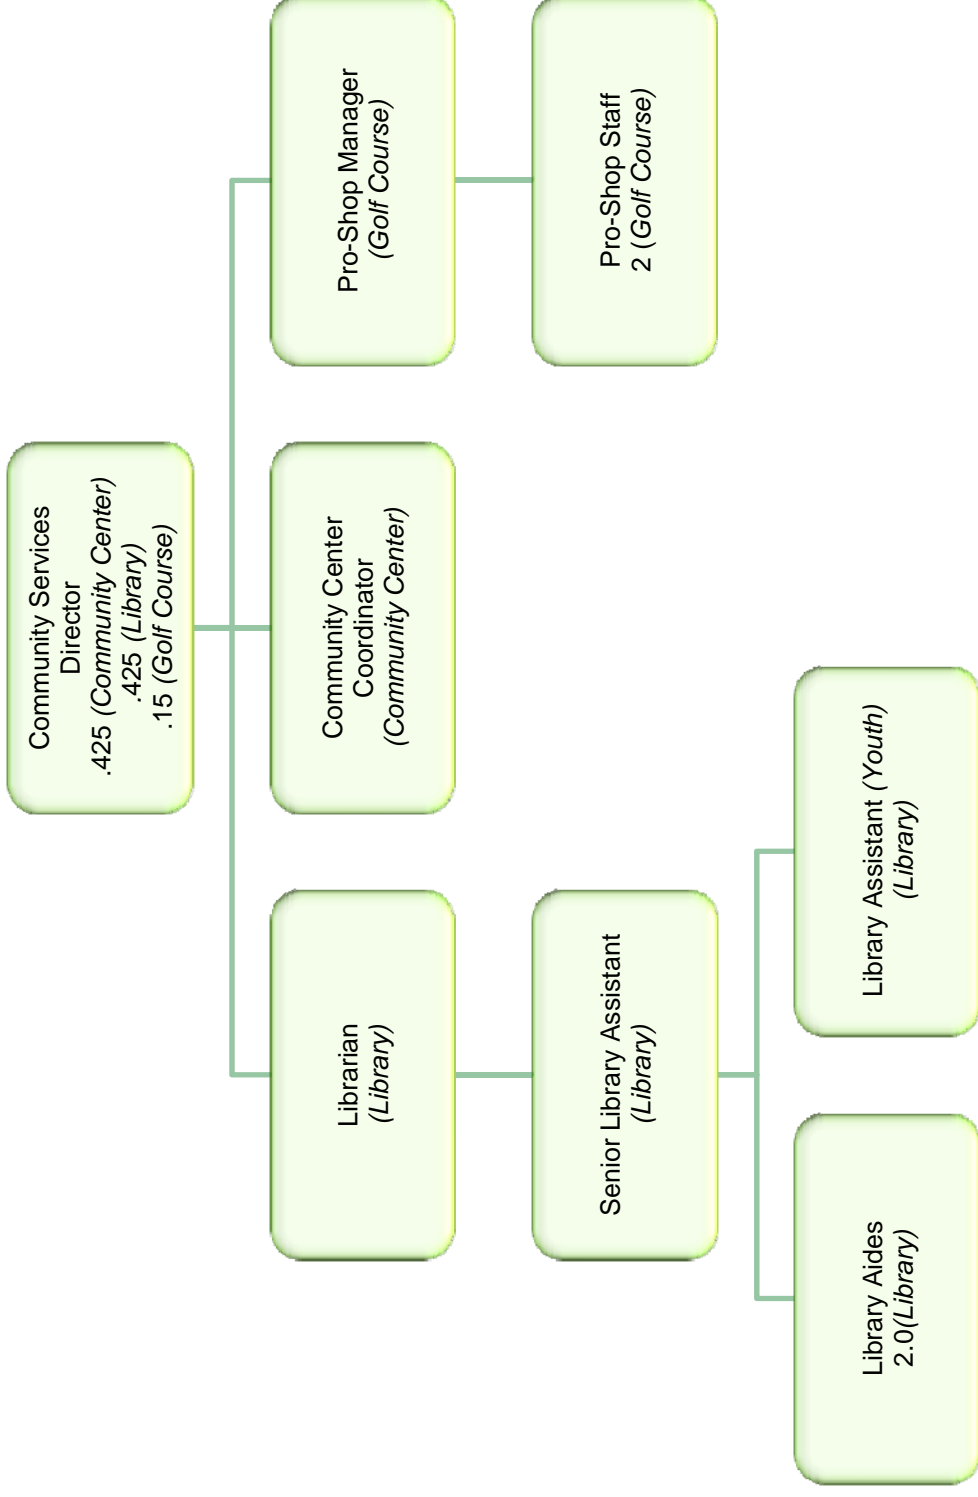 Community Services
Director
.425 (Community Center)
.425 (Library)
.15 (Golf Course)
Librarian
(Library)
Community Center
Coordinator
(Community Center)
Pro-Shop Manager
(Golf Course)
Senior Library Assistant
(Library)
Pro-Shop Staff
2 (Golf Course)
Library Aides
2.0(Library)
Library Assistant (Youth)
(Library)